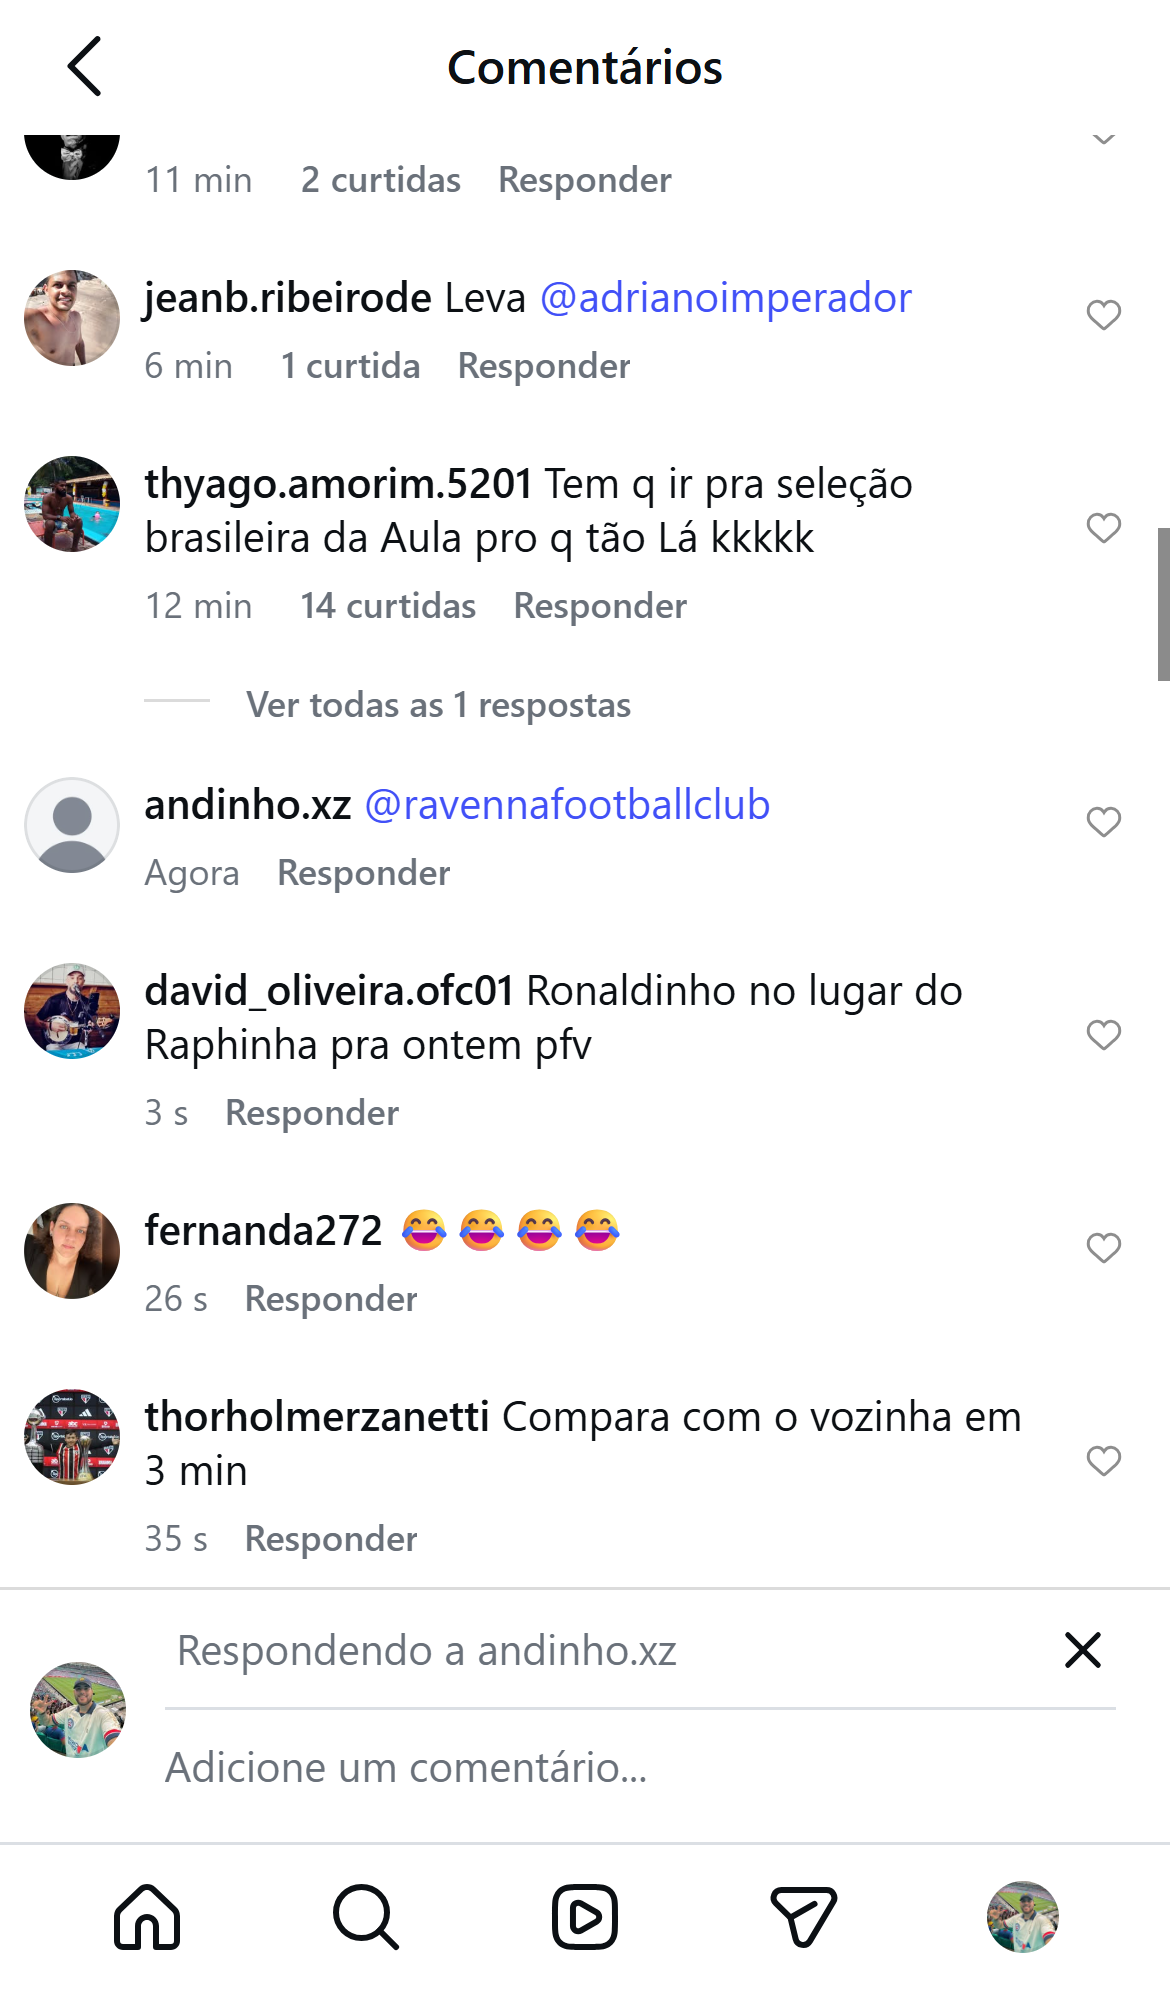 Comentários
11 min 2 curtidas Responder
jeanb.ribeirode Leva @adrianoimperador
6 min 1 curtida Responder
thyago.amorim.5201 Tem q ir pra seleção
brasileira da Aula pro q tão Lá kkkkk
12 min 14 curtidas Responder
Ver todas as 1 respostas
andinho.xz @ravennafootballclub
Agora Responder
david_oliveira.ofc01 Ronaldinho no lugar do
Raphinha pra ontem pfv
3 s Responder
fernanda272 😂😂😂😂
26 s Responder
thorholmerzanetti Compara com o vozinha em
3 min
35 s Responder
Respondendo a andinho.xz
Adicione um comentário...